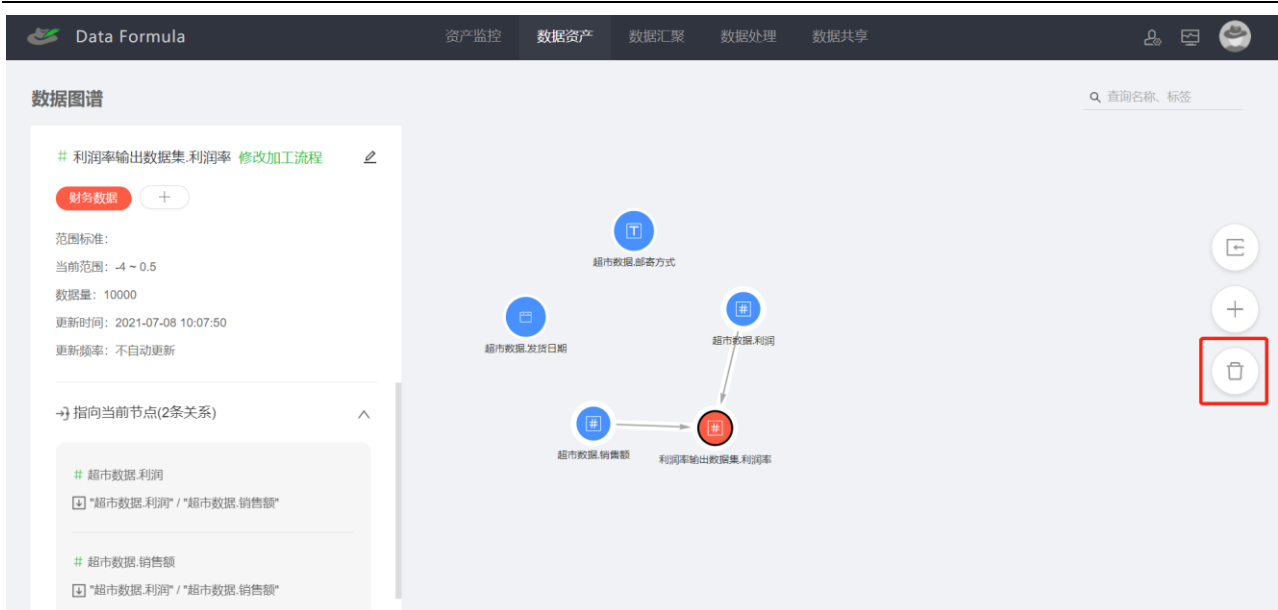 Data Formula
资产监控
数据资产
数据汇聚
数据处理
数据共享
数据图谱
查询名称、标签
# 利润率输出数据集.利润率 修改加工流程
财务数据
范围标准：
当前范围：-4 ~ 0.5
数据量：10000
更新时间：2021-07-08 10:07:50
更新频率：不自动更新
指向当前节点(2条关系)
# 超市数据.利润
"超市数据.利润" / "超市数据.销售额"
# 超市数据.销售额
"超市数据.利润" / "超市数据.销售额"
T
超市数据.邮寄方式
超市数据.发货日期
#
超市数据.利润
#
超市数据.销售额
#
利润率输出数据集.利润率